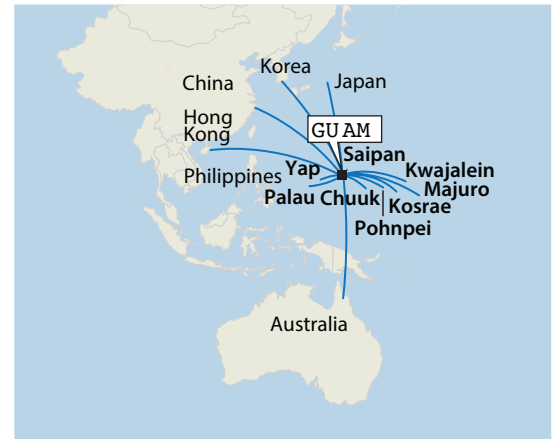 Korea
China
Japan
Hong
Kong
GUAM
Saipan
Yap
Kwajalein
Philippines
Majuro
Palau
Chuuk
Kosrae
Pohnpei
Australia